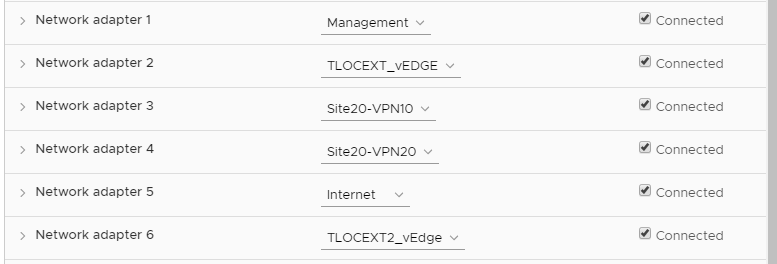 Network adapter 1 Management Connected
Network adapter 2 TLOCEXT_vEDGE Connected
Network adapter 3 Site20-VPN10 Connected
Network adapter 4 Site20-VPN20 Connected
Network adapter 5 Internet Connected
Network adapter 6 TLOCEXT2_vEdge Connected